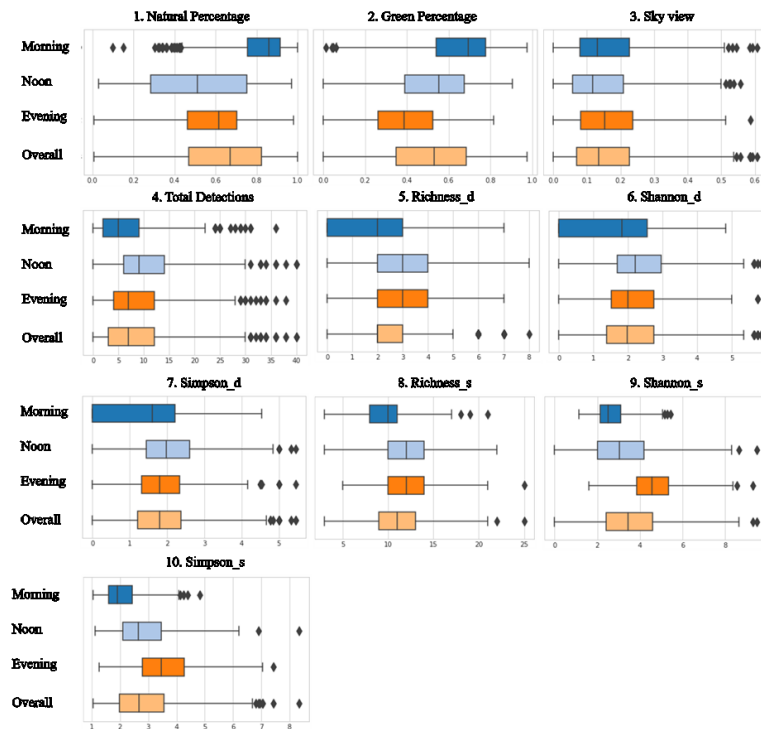 1. Natural Percentage
2. Green Percentage
3. Sky view
Morning
Noon
Evening
Overall
0.0 0.2 0.4 0.6 0.8 1.0
0.0 0.2 0.4 0.6 0.8 1.0
0.0 0.1 0.2 0.3 0.4 0.5 0.6
4. Total Detections
5. Richness_d
6. Shannon_d
Morning
Noon
Evening
Overall
0 5 10 15 20 25 30 35 40
0 1 2 3 4 5 6 7 8
0 1 2 3 4 5
7. Simpson_d
8. Richness_s
9. Shannon_s
Morning
Noon
Evening
Overall
0 1 2 3 4 5
5 10 15 20 25
0 2 4 6 8
10. Simpson_s
Morning
Noon
Evening
Overall
1 2 3 4 5 6 7 8